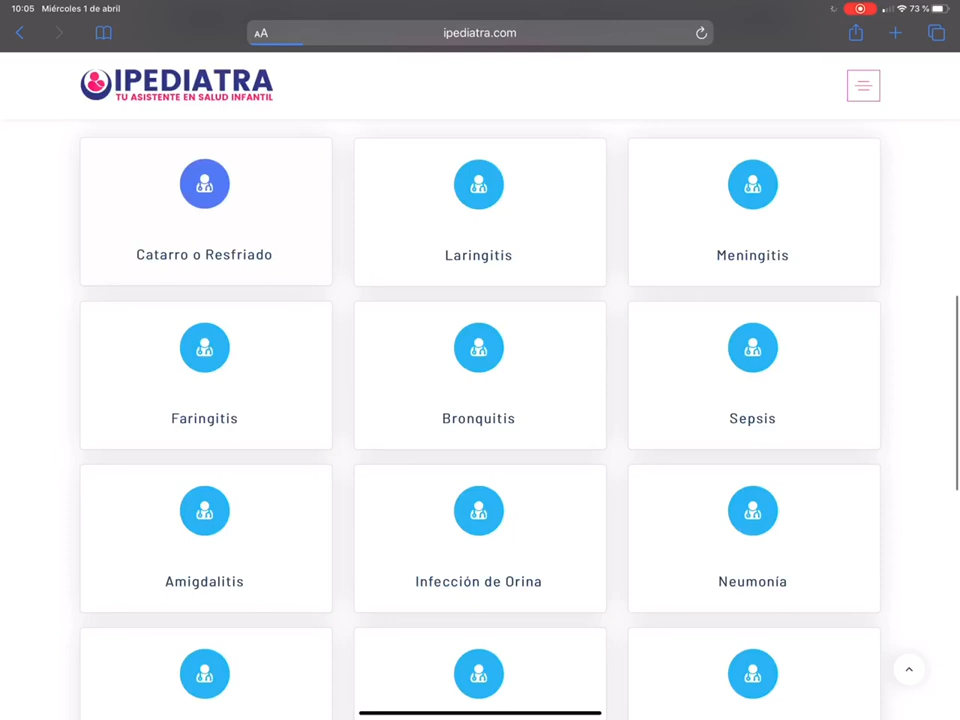 10:05 Miércoles 1 de abril
73 %
AA
ipediatra.com
IPEDIATRA
TU ASISTENTE EN SALUD INFANTIL
Catarro o Resfriado
Laringitis
Meningitis
Faringitis
Bronquitis
Sepsis
Amigdalitis
Infección de Orina
Neumonía